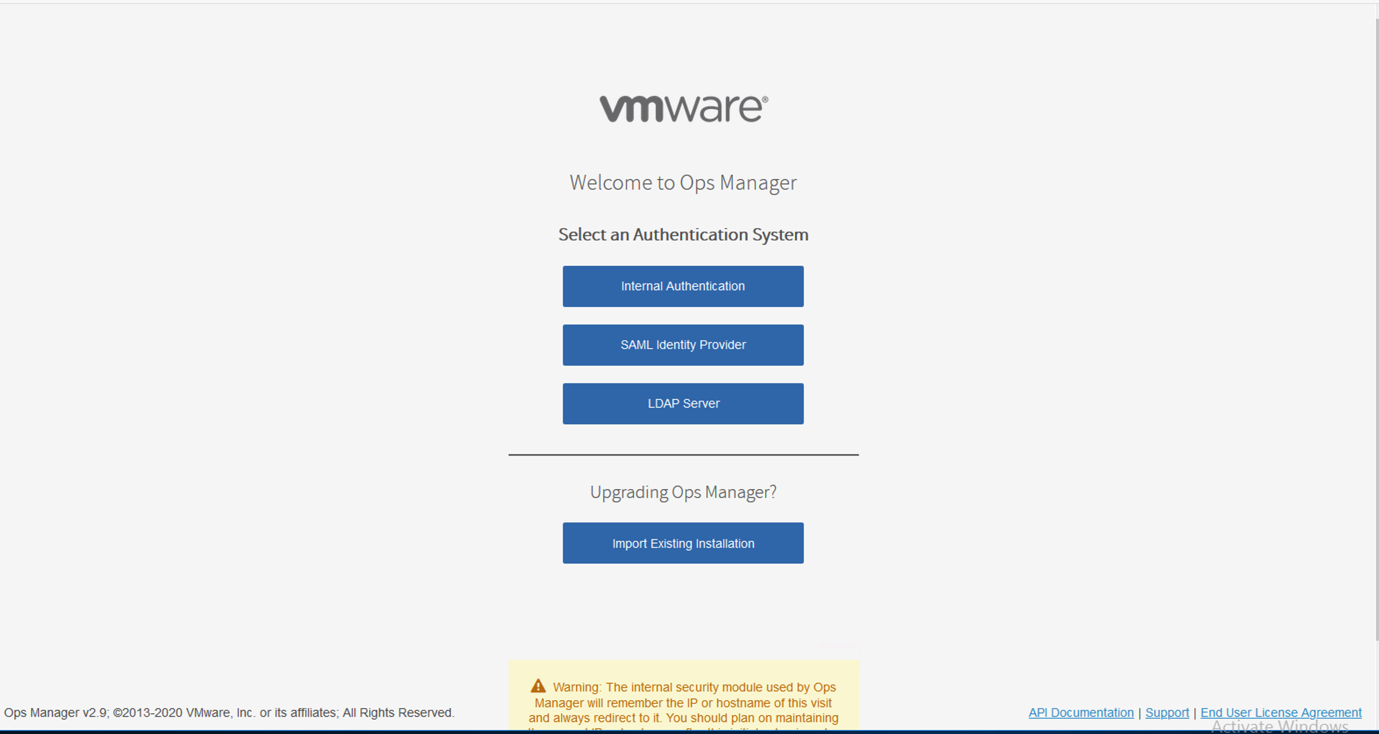 vmware®
Welcome to Ops Manager
Select an Authentication System
Internal Authentication
SAML Identity Provider
LDAP Server
Upgrading Ops Manager?
Import Existing Installation
Warning: The internal security module used by Ops
Manager will remember the IP or hostname of this visit
and always redirect to it. You should plan on maintaining
Ops Manager v2.9; ©2013-2020 VMware, Inc. or its affiliates; All Rights Reserved.
API Documentation | Support | End User License Agreement
Activate Windows